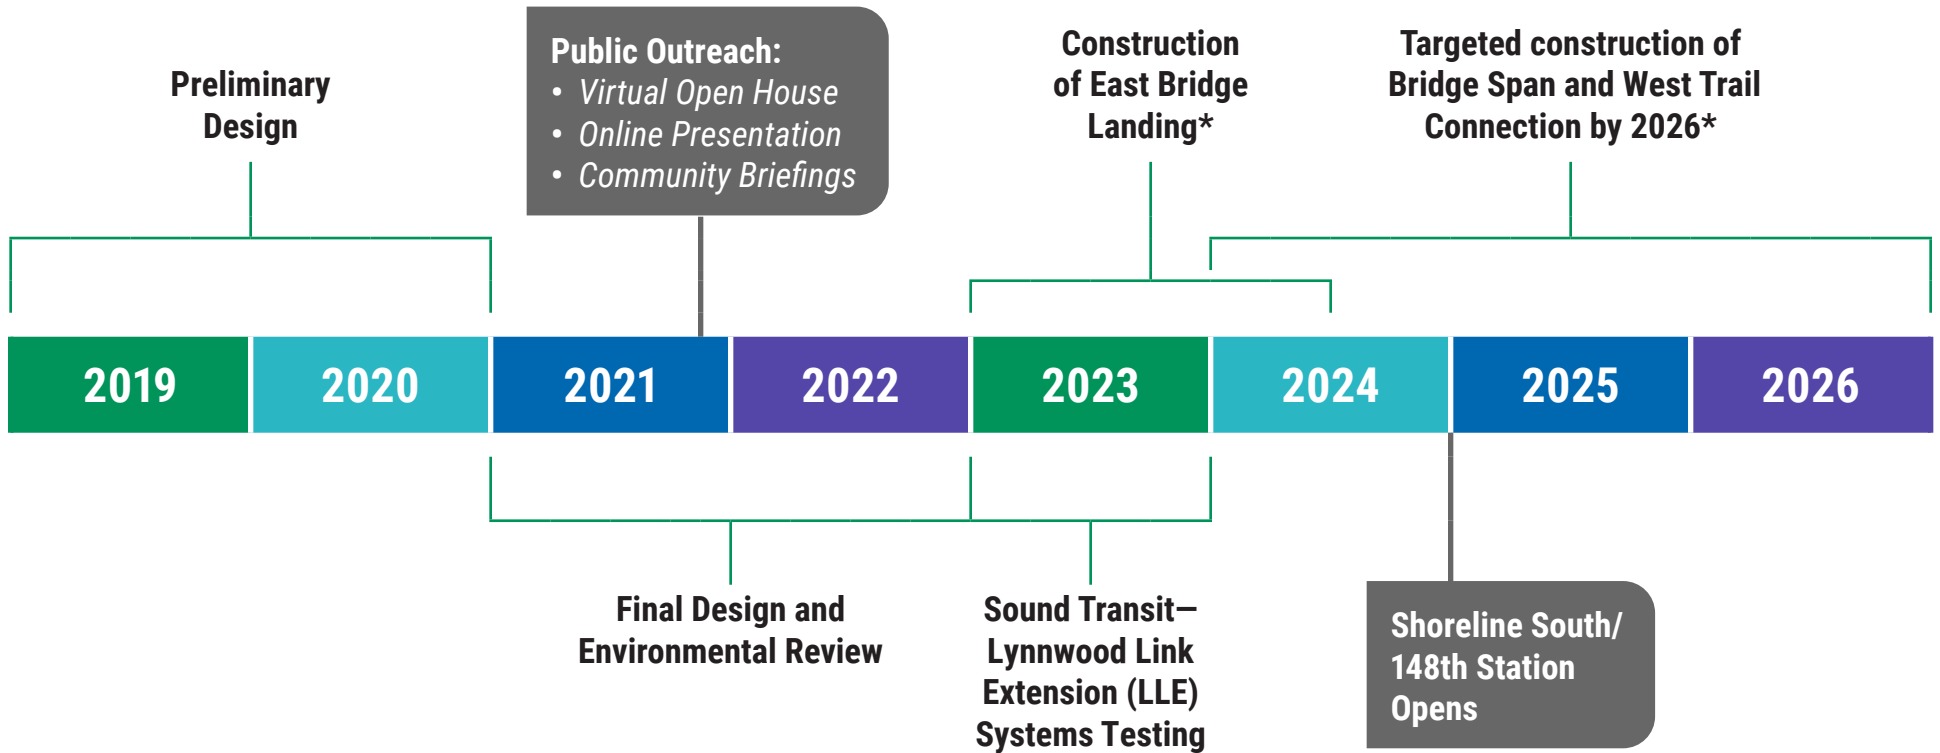 Preliminary
Design
Public Outreach:
• Virtual Open House
• Online Presentation
• Community Briefings
Construction
of East Bridge
Landing*
Targeted construction of
Bridge Span and West Trail
Connection by 2026*
2019
2020
2021
2022
2023
2024
2025
2026
Final Design and
Environmental Review
Sound Transit—
Lynnwood Link
Extension (LLE)
Systems Testing
Shoreline South/
148th Station
Opens